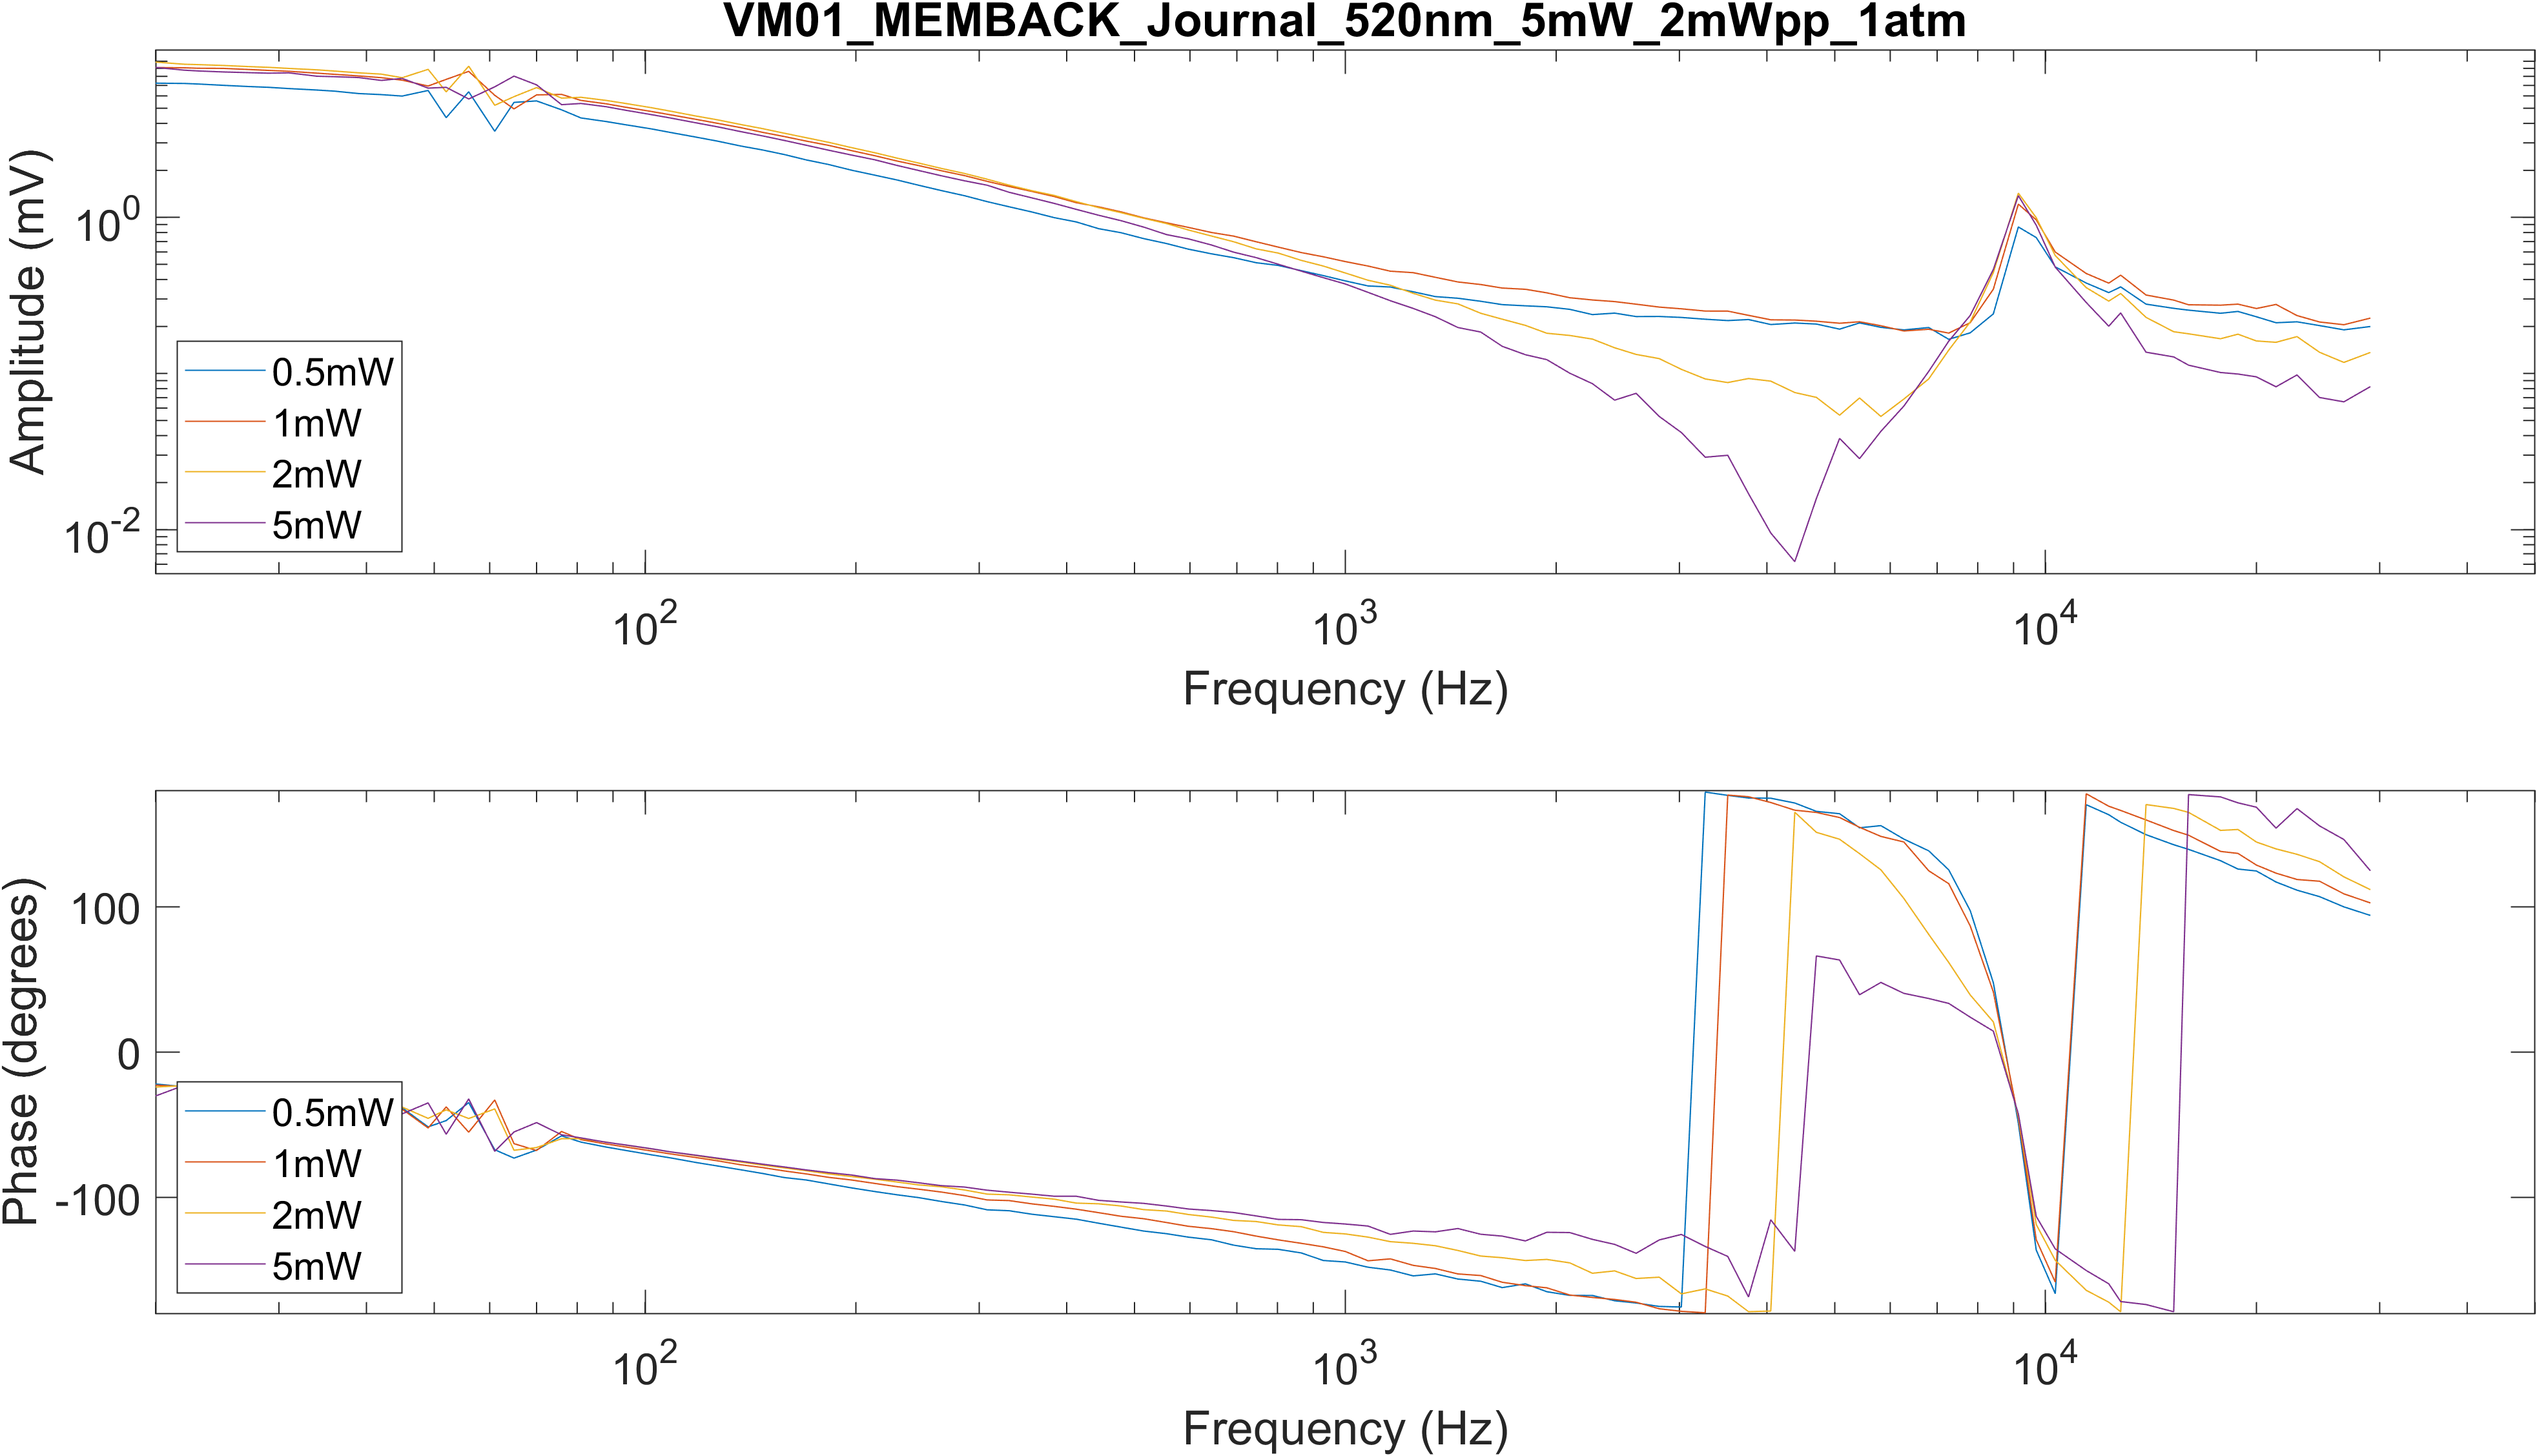 VM01_MEMBACK_Journal_520nm_5mW_2mWpp_1atm
Amplitude (mV)
10^0
10^-2
0.5mW
1mW
2mW
5mW
10^2
10^3
10^4
Frequency (Hz)
Phase (degrees)
100
0
-100
0.5mW
1mW
2mW
5mW
10^2
10^3
10^4
Frequency (Hz)